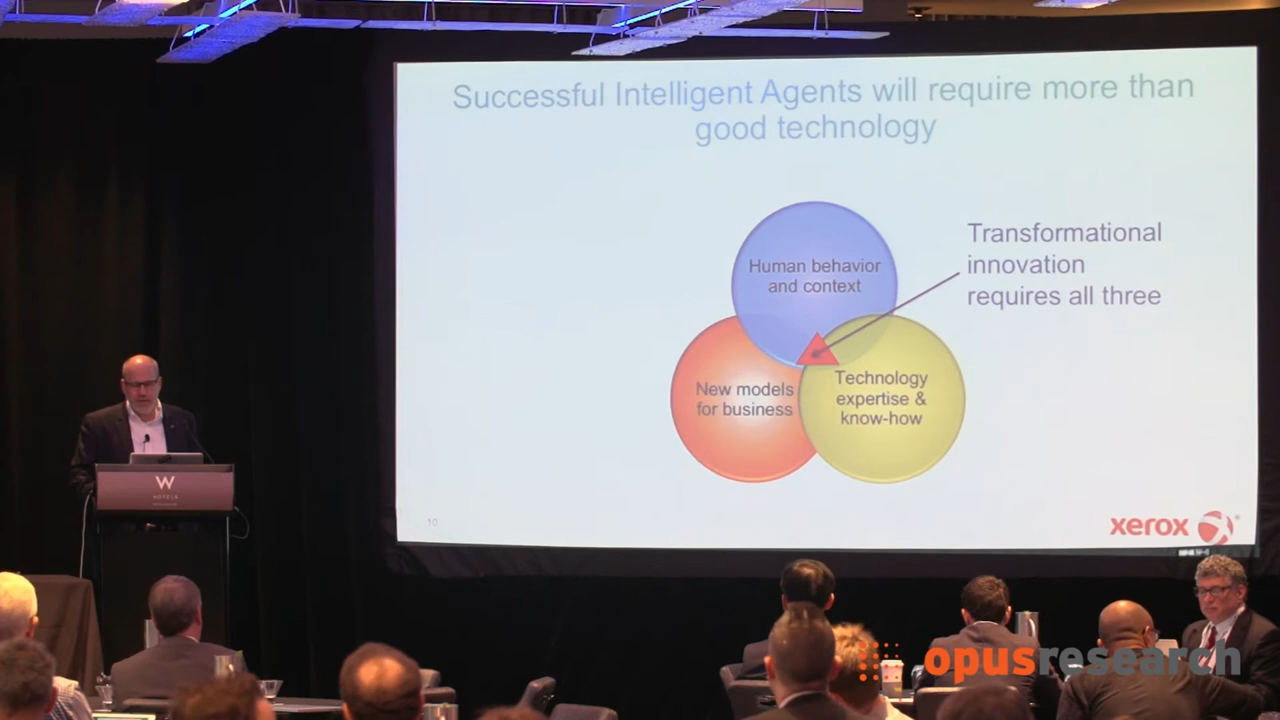 Successful Intelligent Agents will require more than
good technology
Human behavior
and context
Transformational
innovation
requires all three
New models
for business
Technology
expertise &
know-how
10
xerox
W
HOTELS
opusresearch